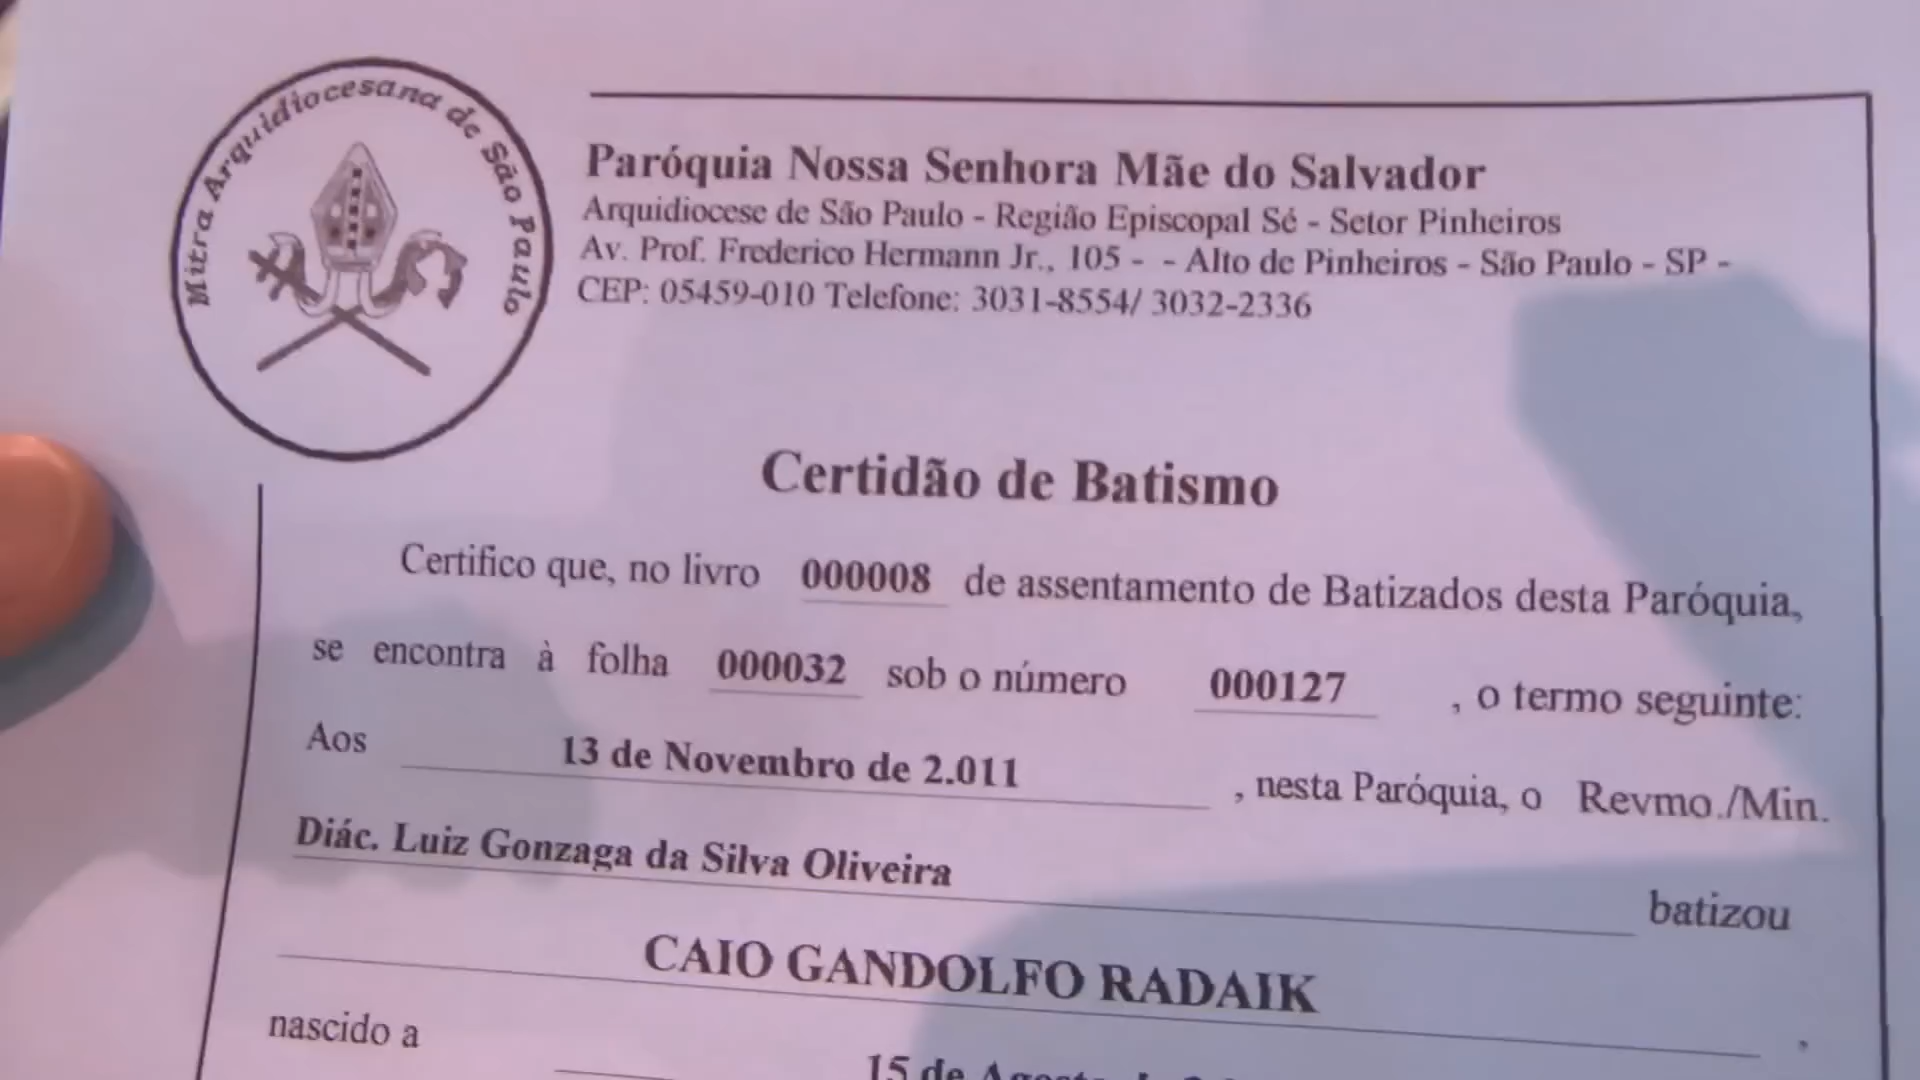 Mitra Arquidiocesana de São Paulo
Paróquia Nossa Senhora Mãe do Salvador
Arquidiocese de São Paulo - Região Episcopal Sé - Setor Pinheiros
Av. Prof. Frederico Hermann Jr., 105 - - Alto de Pinheiros - São Paulo - SP -
CEP: 05459-010 Telefone: 3031-8554/ 3032-2336
Certidão de Batismo
Certifico que, no livro 000008 de assentamento de Batizados desta Paróquia,
se encontra à folha 000032 sob o número 000127 , o termo seguinte:
Aos 13 de Novembro de 2.011 , nesta Paróquia, o Revmo./Min.
Diác. Luiz Gonzaga da Silva Oliveira batizou
CAIO GANDOLFO RADAIK ,
nascido a 15 de Agosto